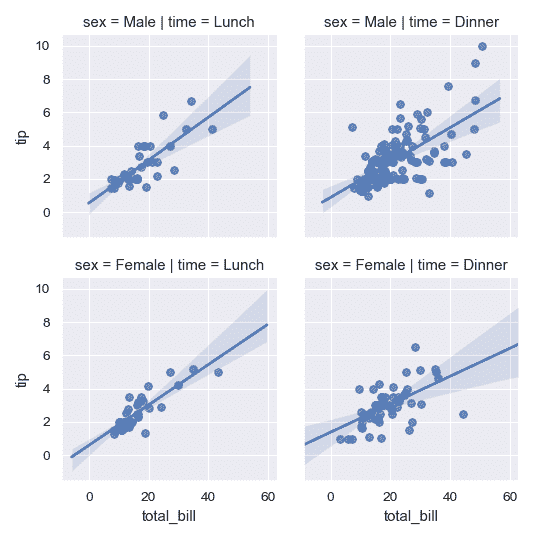 sex = Male | time = Lunch
sex = Male | time = Dinner
10
8
6
4
2
0
tip
sex = Female | time = Lunch
sex = Female | time = Dinner
10
8
6
4
2
0
tip
0 20 40 60
0 20 40 60
total_bill
total_bill